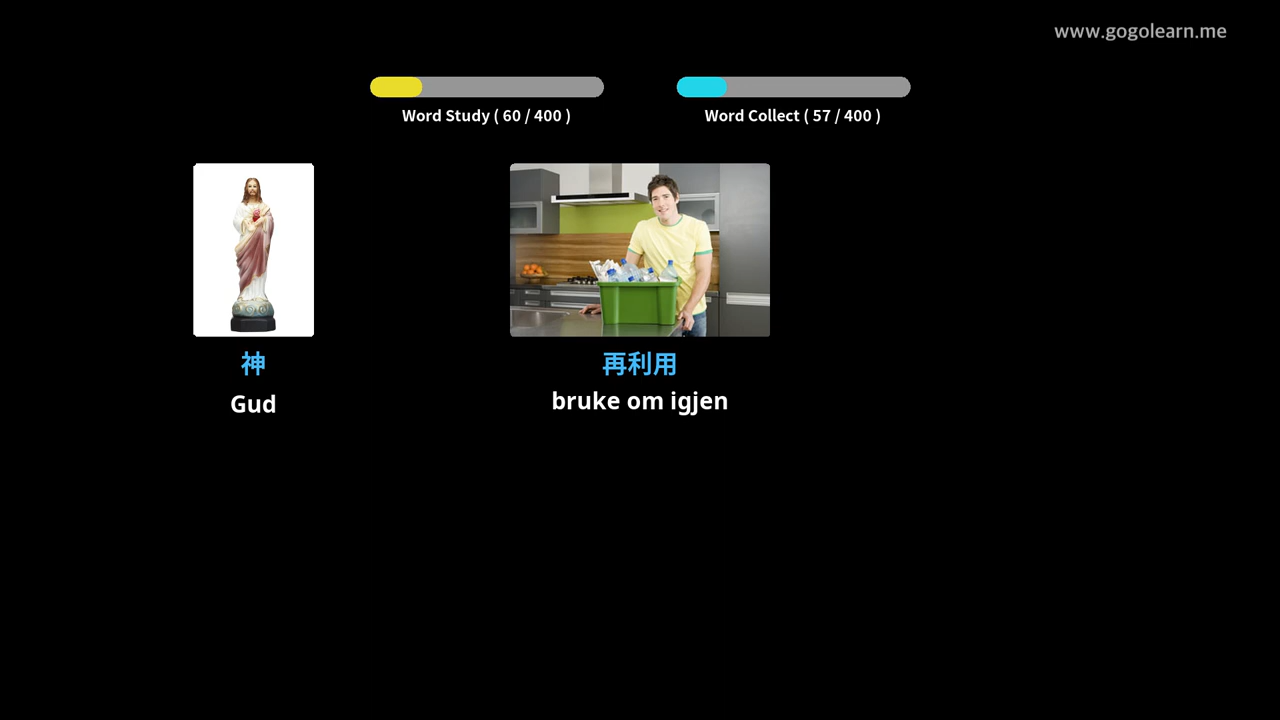 www.gogolearn.me
Word Study ( 60 / 400 )
Word Collect ( 57 / 400 )
神
Gud
再利用
bruke om igjen